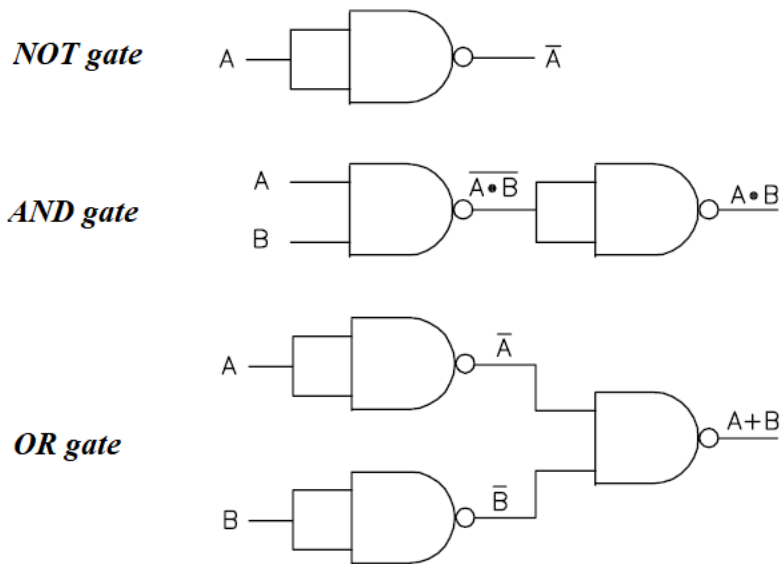 NOT gate
A A̅
AND gate
A
B
A̅•̅B̅
A•B
OR gate
A
B
A̅
B̅
A+B